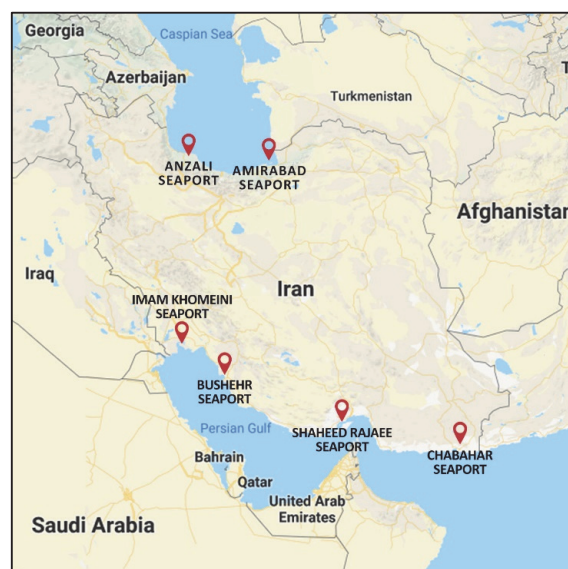 Georgia
Caspian Sea
Azerbaijan
T
Turkmenistan
ANZALI
SEAPORT
AMIRABAD
SEAPORT
Afghanistan
Iraq
Iran
IMAM KHOMEINI
SEAPORT
BUSHEHR
SEAPORT
Persian Gulf
SHAHEED RAJAEE
SEAPORT
CHABAHAR
SEAPORT
Bahrain
Qatar
United Arab
Emirates
Saudi Arabia